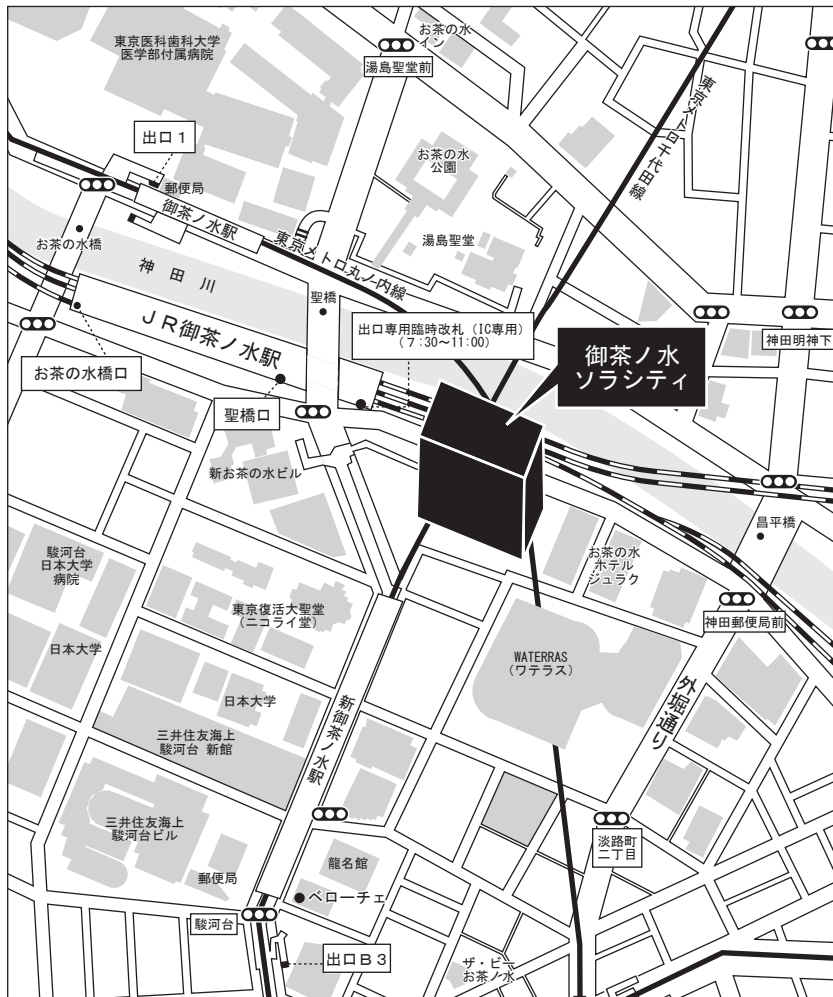 東京医科歯科大学
医学部付属病院
お茶の水
イン
湯島聖堂前
東京メトロ千代田線
出口1
郵便局
御茶ノ水駅
お茶の水
公園
湯島聖堂
お茶の水橋
神田川
東京メトロ丸ノ内線
聖橋
出口専用臨時改札（IC専用）
（7:30～11:00）
JR御茶ノ水駅
神田明神下
御茶ノ水
ソラシティ
お茶の水橋口
聖橋口
新お茶の水ビル
昌平橋
駿河台
日本大学
病院
お茶の水
ホテル
ジュラク
東京復活大聖堂
（ニコライ堂）
神田郵便局前
日本大学
WATERRAS
（ワテラス）
日本大学
新御茶ノ水駅
外堀通り
三井住友海上
駿河台 新館
三井住友海上
駿河台ビル
淡路町
二丁目
龍名館
郵便局
ベローチェ
駿河台
出口B3
ザ・ビー
お茶ノ水